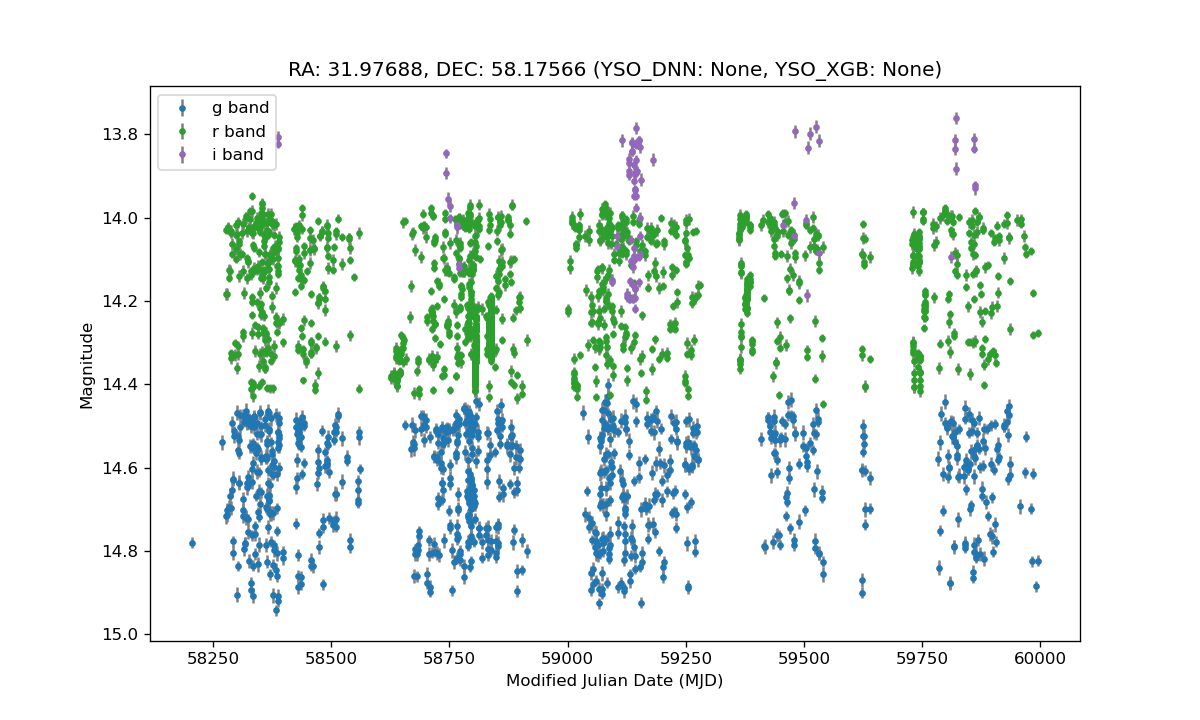 RA: 31.97688, DEC: 58.17566 (YSO_DNN: None, YSO_XGB: None)
g band
r band
i band
13.8
14.0
14.2
14.4
14.6
14.8
15.0
Magnitude
58250 58500 58750 59000 59250 59500 59750 60000
Modified Julian Date (MJD)